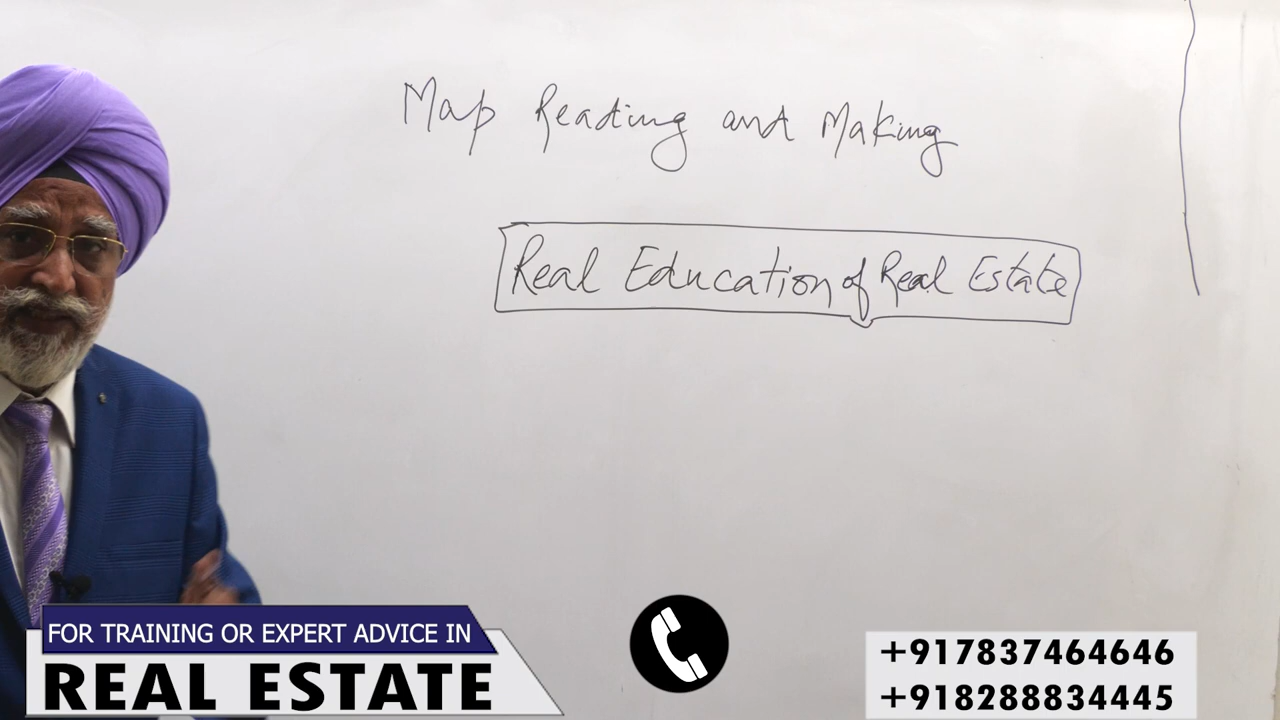 Map Reading and Making
Real Education of Real Estate
FOR TRAINING OR EXPERT ADVICE IN
REAL ESTATE
+917837464646
+918288834445